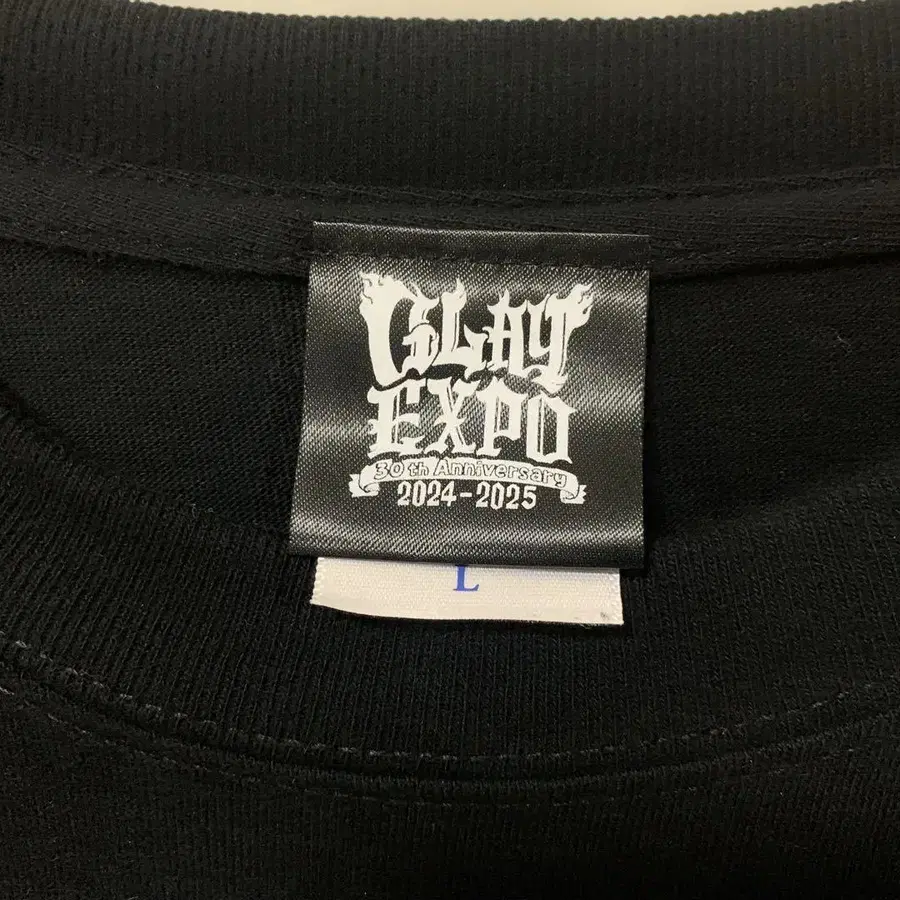 GLAY
EXPO
30th Anniversary
2024-2025
L